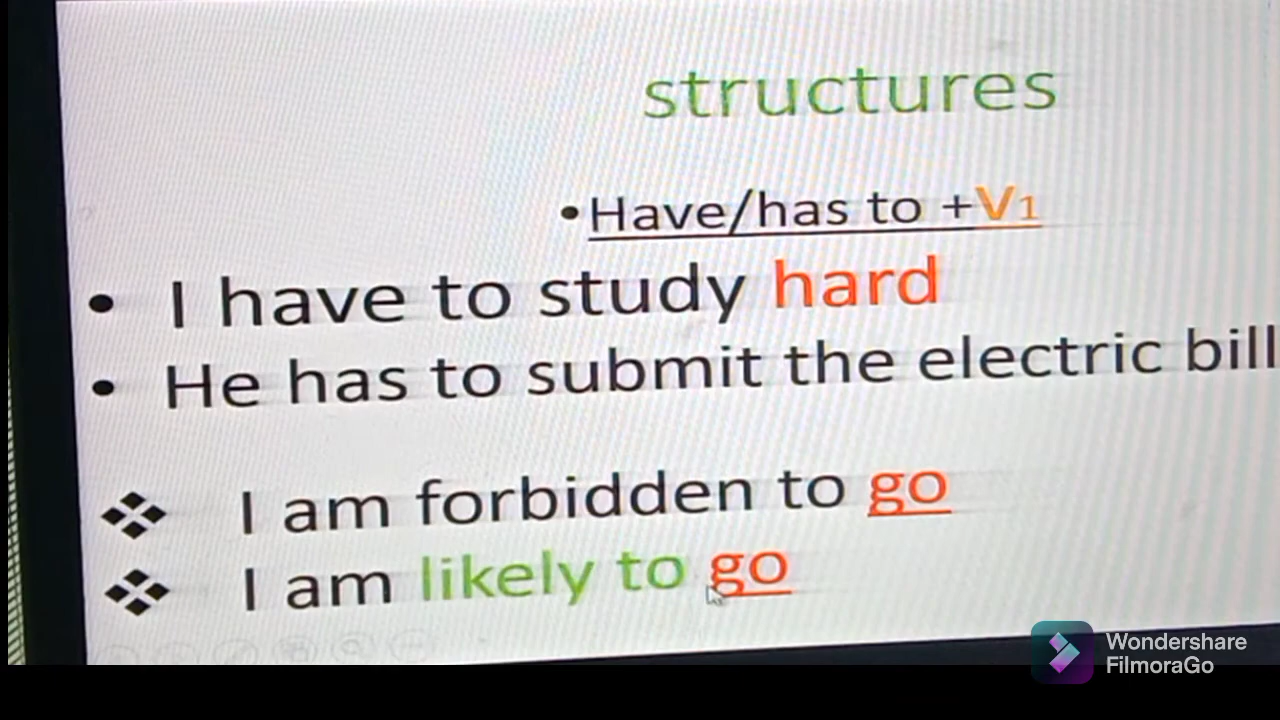 structures
•Have/has to +V1
• I have to study hard
• He has to submit the electric bill
❖ I am forbidden to go
❖ I am likely to go
Wondershare
FilmoraGo